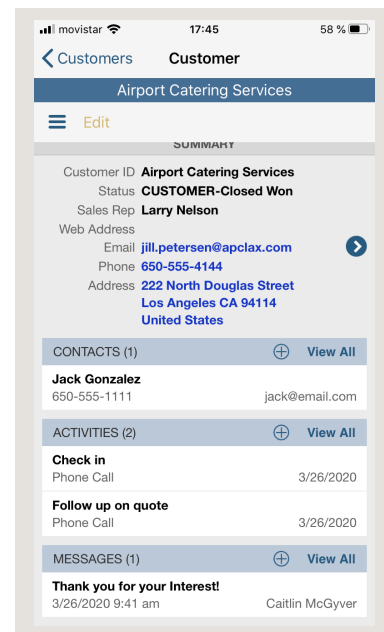 movistar 17:45 58 %
Customers Customer
Airport Catering Services
Edit
SUMMARY
Customer ID Airport Catering Services
Status CUSTOMER-Closed Won
Sales Rep Larry Nelson
Web Address
Email jill.petersen@apclax.com
Phone 650-555-4144
Address 222 North Douglas Street
Los Angeles CA 94114
United States
CONTACTS (1) View All
Jack Gonzalez
650-555-1111 jack@email.com
ACTIVITIES (2) View All
Check in
Phone Call 3/26/2020
Follow up on quote
Phone Call 3/26/2020
MESSAGES (1) View All
Thank you for your Interest!
3/26/2020 9:41 am Caitlin McGyver